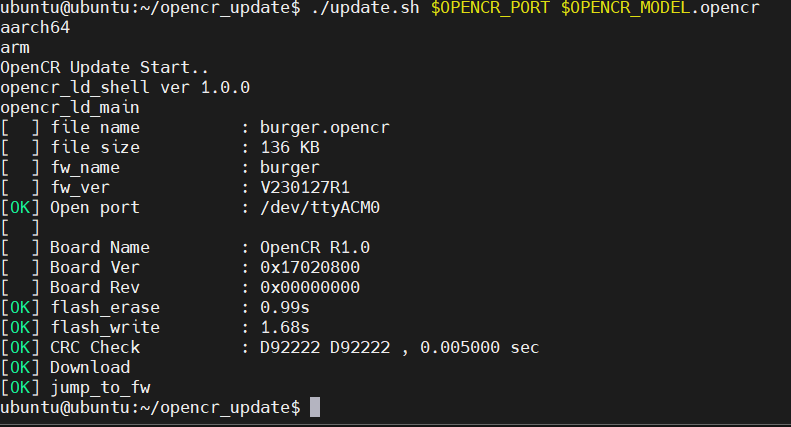 ubuntu@ubuntu:~/opencr_update$ ./update.sh $OPENCR_PORT $OPENCR_MODEL.opencr
aarch64
arm
OpenCR Update Start..
opencr_ld_shell ver 1.0.0
opencr_ld_main
[  ] file name          : burger.opencr
[  ] file size          : 136 KB
[  ] fw_name            : burger
[  ] fw_ver             : V230127R1
[OK] Open port          : /dev/ttyACM0
[  ]
[  ] Board Name         : OpenCR R1.0
[  ] Board Ver          : 0x17020800
[  ] Board Rev          : 0x00000000
[OK] flash_erase        : 0.99s
[OK] flash_write        : 1.68s
[OK] CRC Check          : D92222 D92222 , 0.005000 sec
[OK] Download
[OK] jump_to_fw
ubuntu@ubuntu:~/opencr_update$